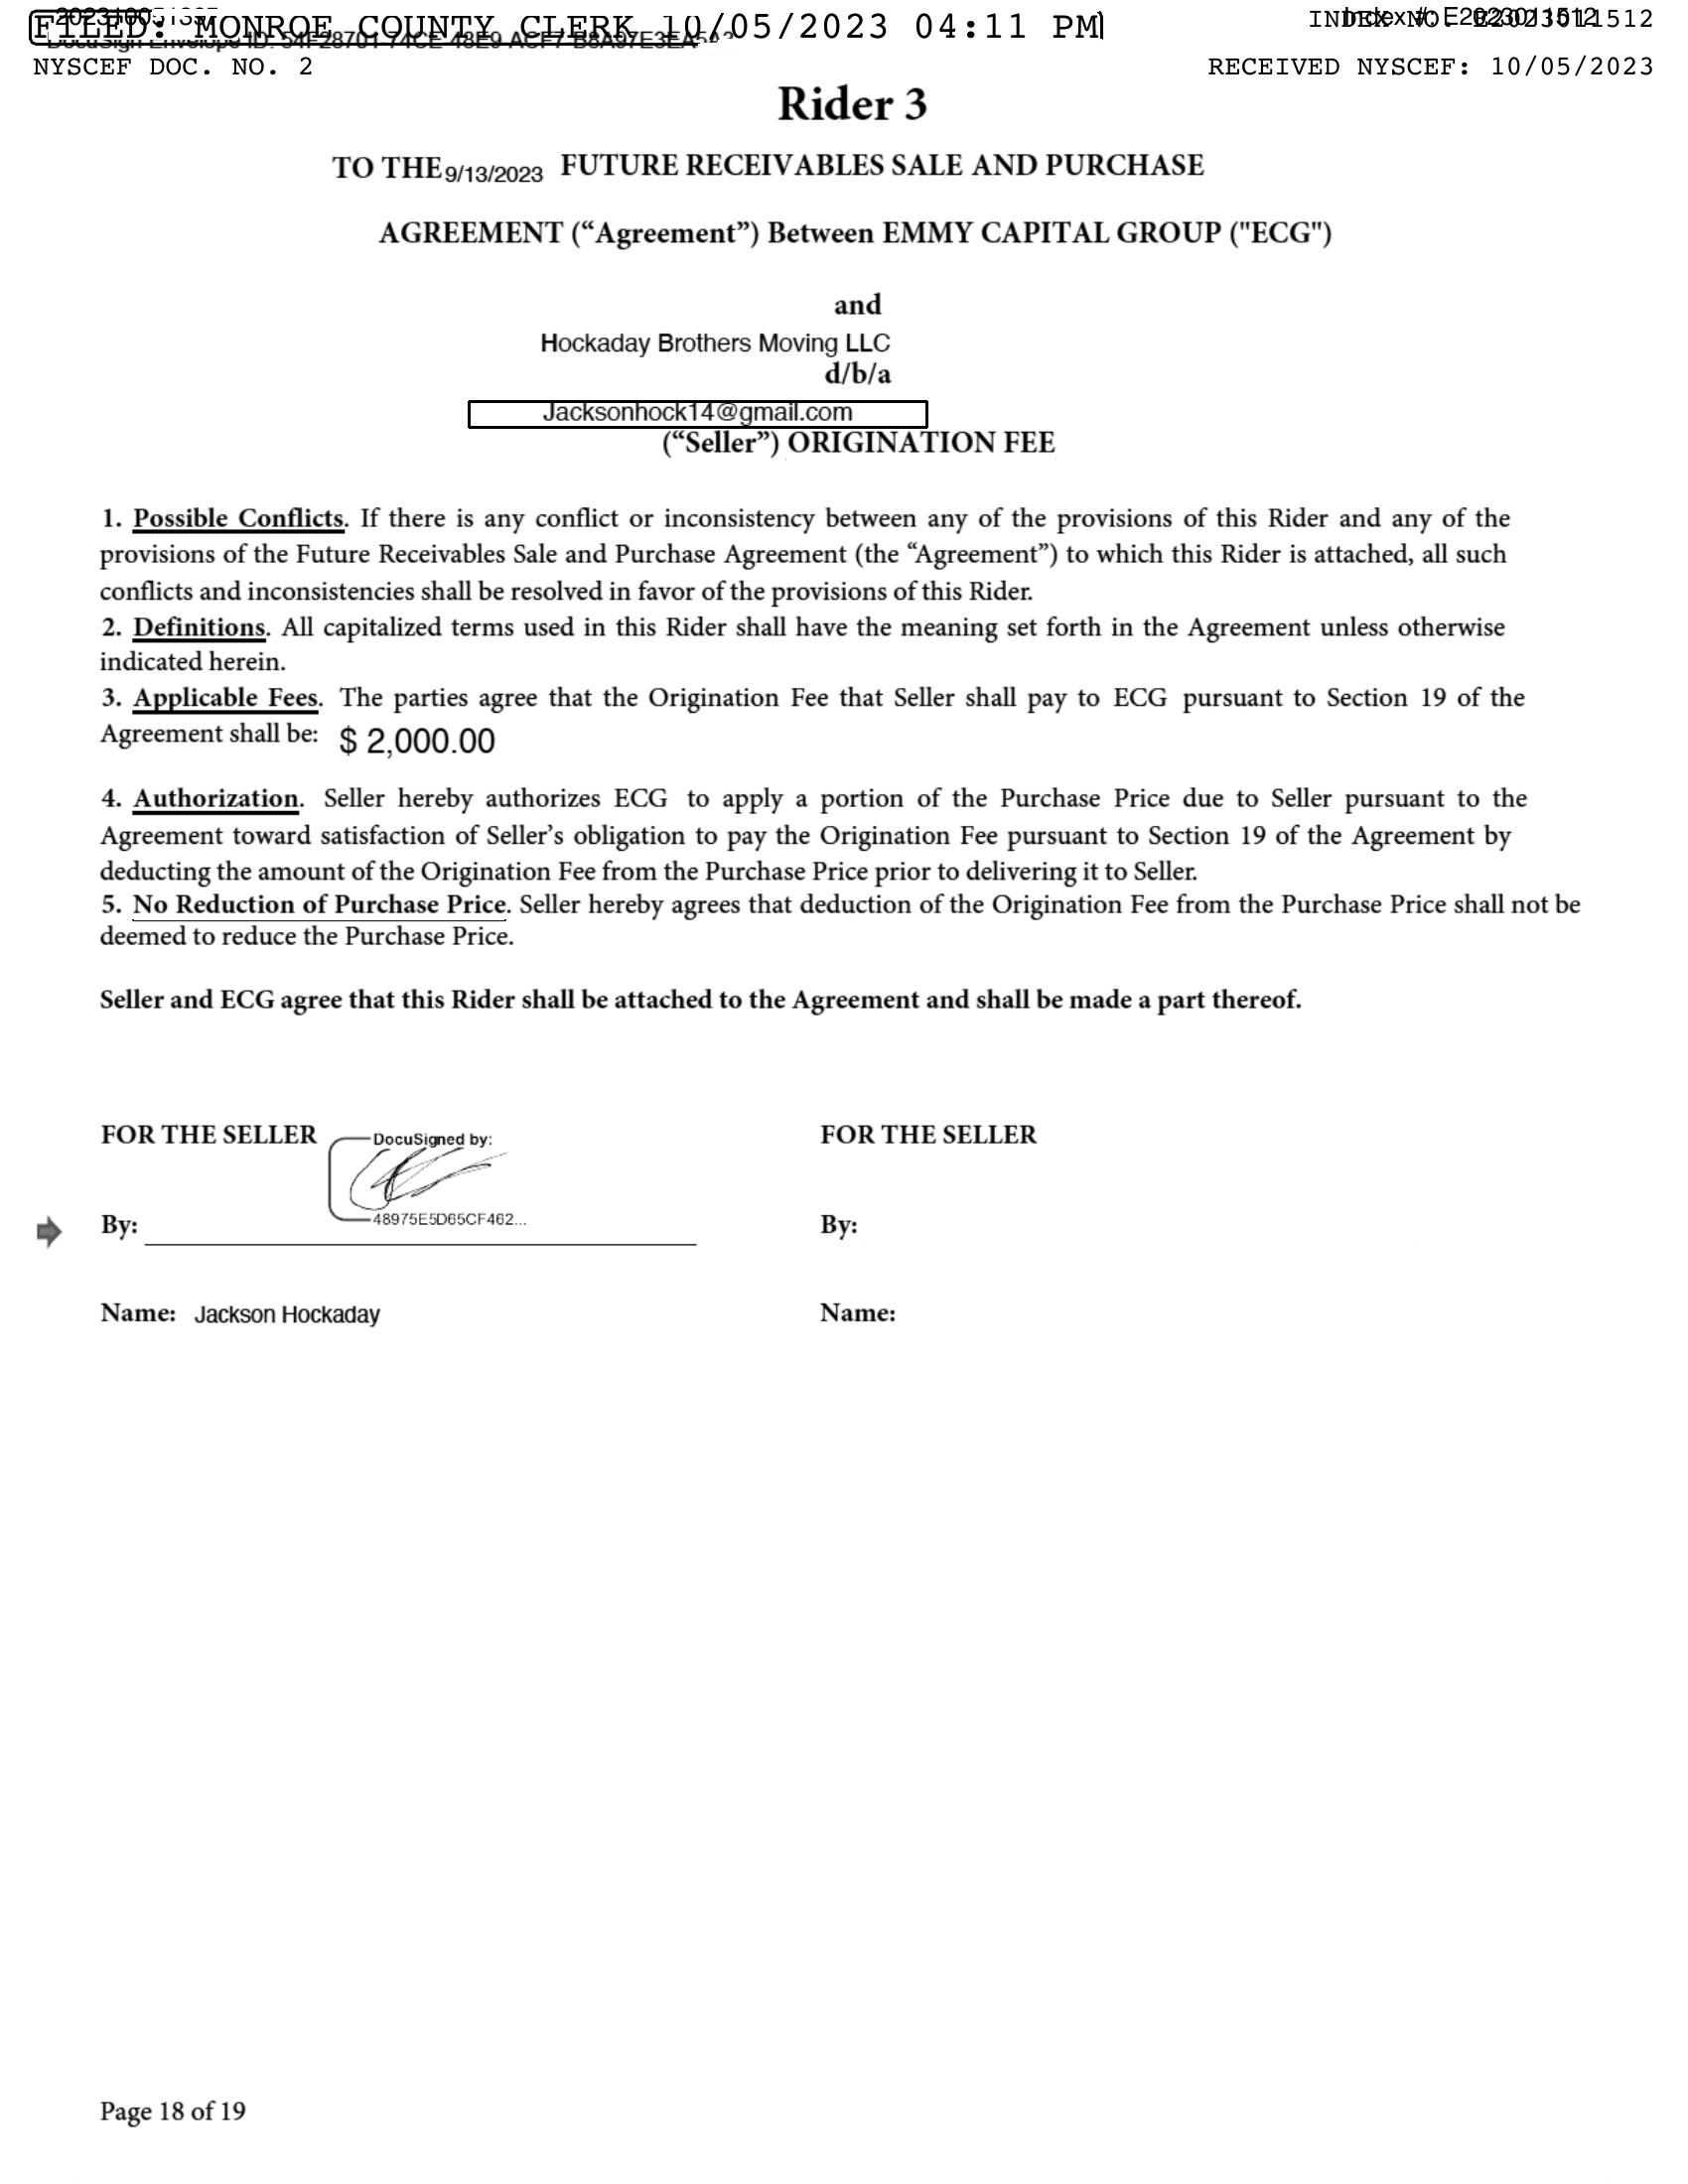 FILED: MONROE COUNTY CLERK 10/05/2023 04:11 PM
INDEX NO. E2023011512
NYSCEF DOC. NO. 2
RECEIVED NYSCEF: 10/05/2023
Rider 3
TO THE 9/13/2023 FUTURE RECEIVABLES SALE AND PURCHASE
AGREEMENT (“Agreement”) Between EMMY CAPITAL GROUP ("ECG")
and
Hockaday Brothers Moving LLC
d/b/a
Jacksonhock14@gmail.com
(“Seller”) ORIGINATION FEE
1. Possible Conflicts. If there is any conflict or inconsistency between any of the provisions of this Rider and any of the
provisions of the Future Receivables Sale and Purchase Agreement (the “Agreement”) to which this Rider is attached, all such
conflicts and inconsistencies shall be resolved in favor of the provisions of this Rider.
2. Definitions. All capitalized terms used in this Rider shall have the meaning set forth in the Agreement unless otherwise
indicated herein.
3. Applicable Fees. The parties agree that the Origination Fee that Seller shall pay to ECG pursuant to Section 19 of the
Agreement shall be: $ 2,000.00
4. Authorization. Seller hereby authorizes ECG to apply a portion of the Purchase Price due to Seller pursuant to the
Agreement toward satisfaction of Seller’s obligation to pay the Origination Fee pursuant to Section 19 of the Agreement by
deducting the amount of the Origination Fee from the Purchase Price prior to delivering it to Seller.
5. No Reduction of Purchase Price. Seller hereby agrees that deduction of the Origination Fee from the Purchase Price shall not be
deemed to reduce the Purchase Price.
Seller and ECG agree that this Rider shall be attached to the Agreement and shall be made a part thereof.
FOR THE SELLER
DocuSigned by:
48975E5D65CF462...
By:
Name: Jackson Hockaday
FOR THE SELLER
By:
Name:
Page 18 of 19